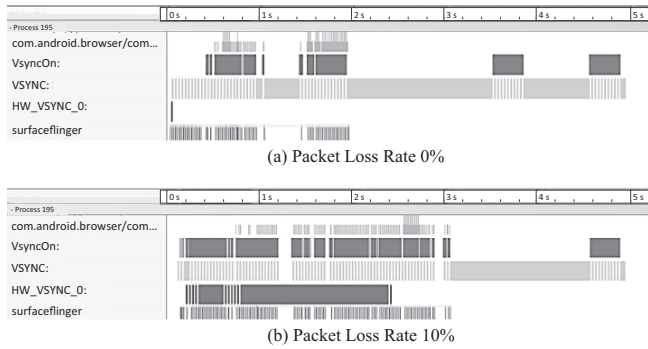 0 s 1 s 2 s 3 s 4 s 5 s
- Process 195
com.android.browser/com...
VsyncOn:
VSYNC:
HW_VSYNC_0:
surfaceflinger
(a) Packet Loss Rate 0%
0 s 1 s 2 s 3 s 4 s 5 s
- Process 195
com.android.browser/com...
VsyncOn:
VSYNC:
HW_VSYNC_0:
surfaceflinger
(b) Packet Loss Rate 10%